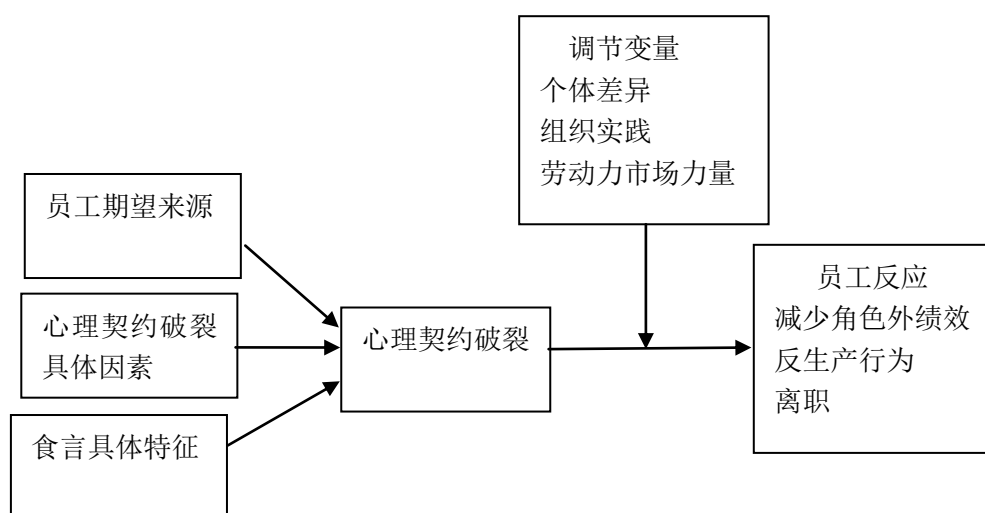 调节变量
个体差异
组织实践
劳动力市场力量
员工期望来源
心理契约破裂
具体因素
食言具体特征
心理契约破裂
员工反应
减少角色外绩效
反生产行为
离职